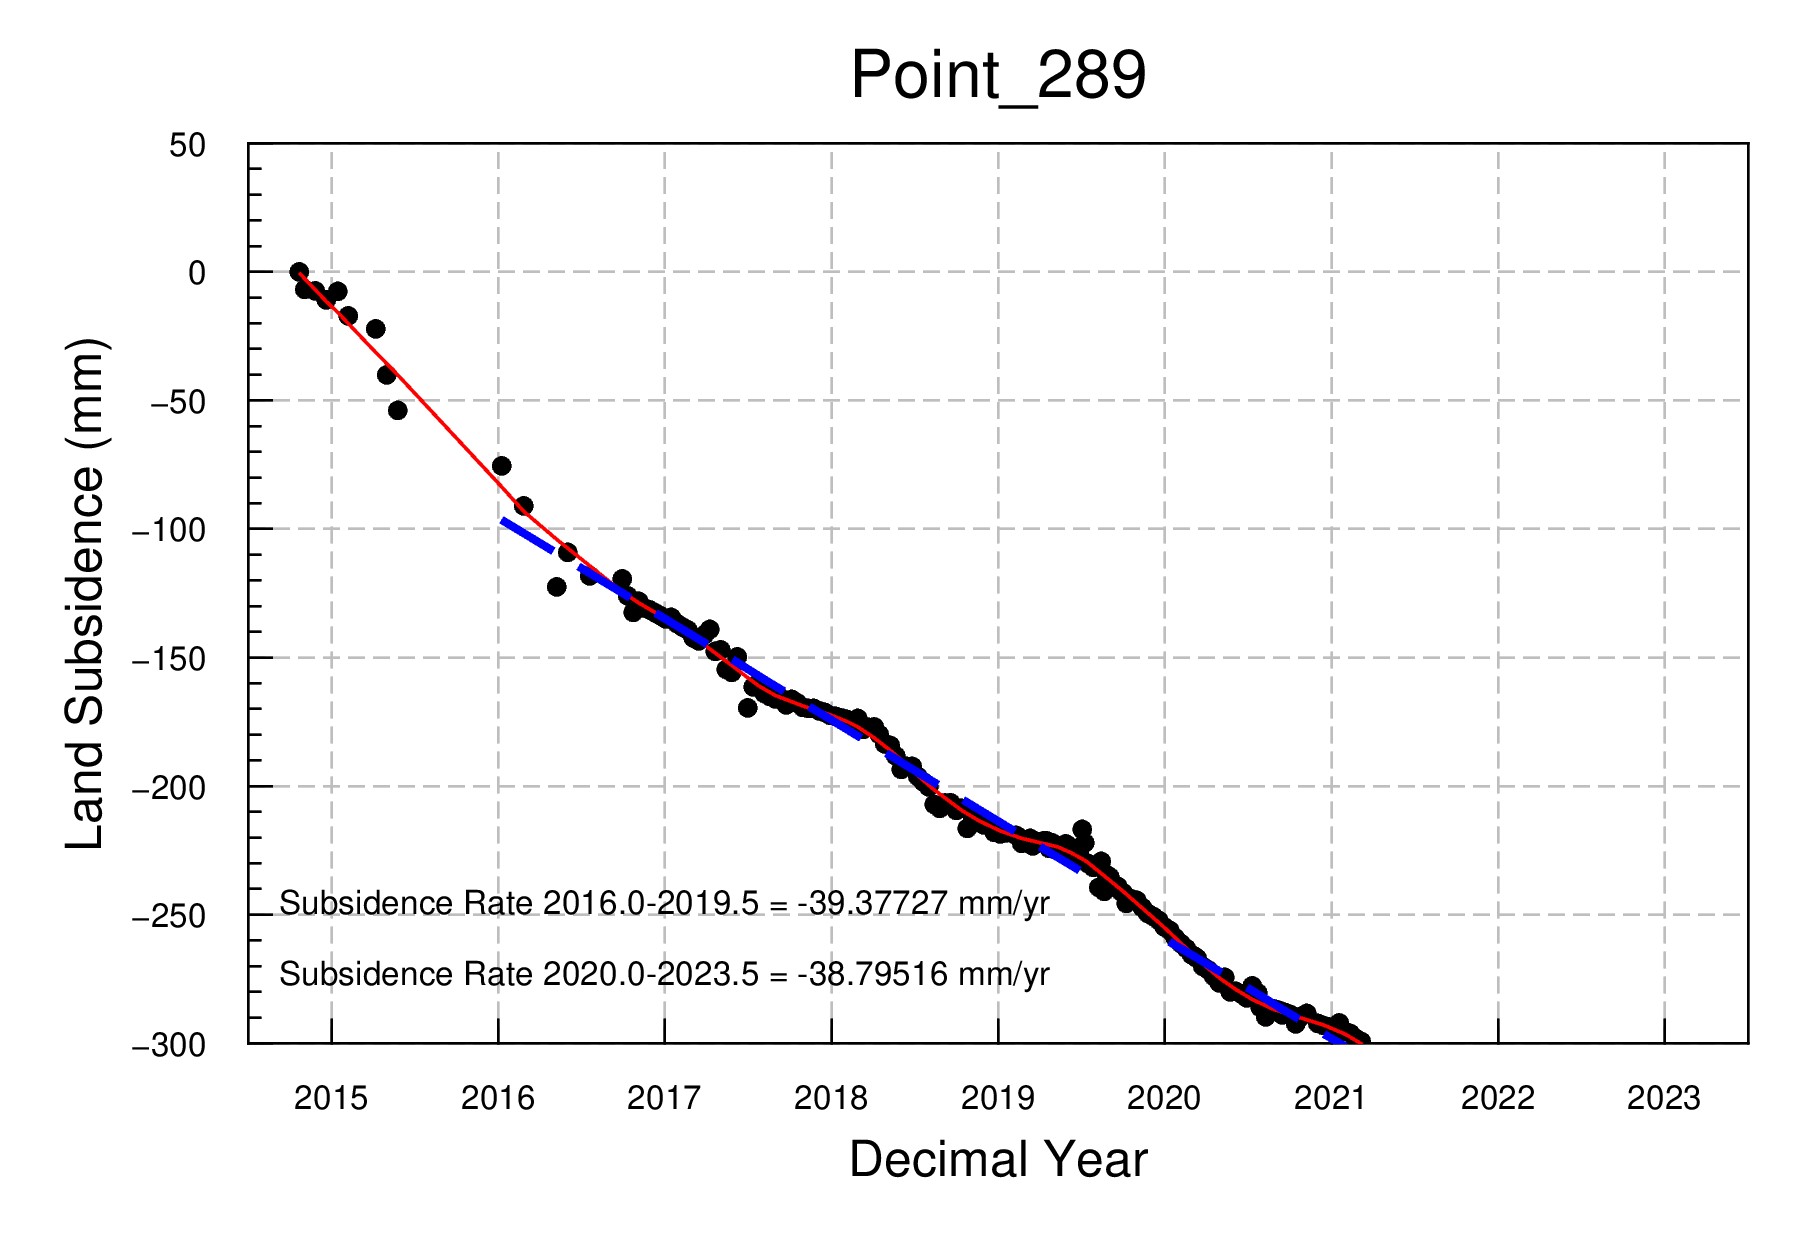 Point_289
50
0
−50
−100
−150
−200
−250
−300
Land Subsidence (mm)
Subsidence Rate 2016.0-2019.5 = -39.37727 mm/yr
Subsidence Rate 2020.0-2023.5 = -38.79516 mm/yr
2015 2016 2017 2018 2019 2020 2021 2022 2023
Decimal Year